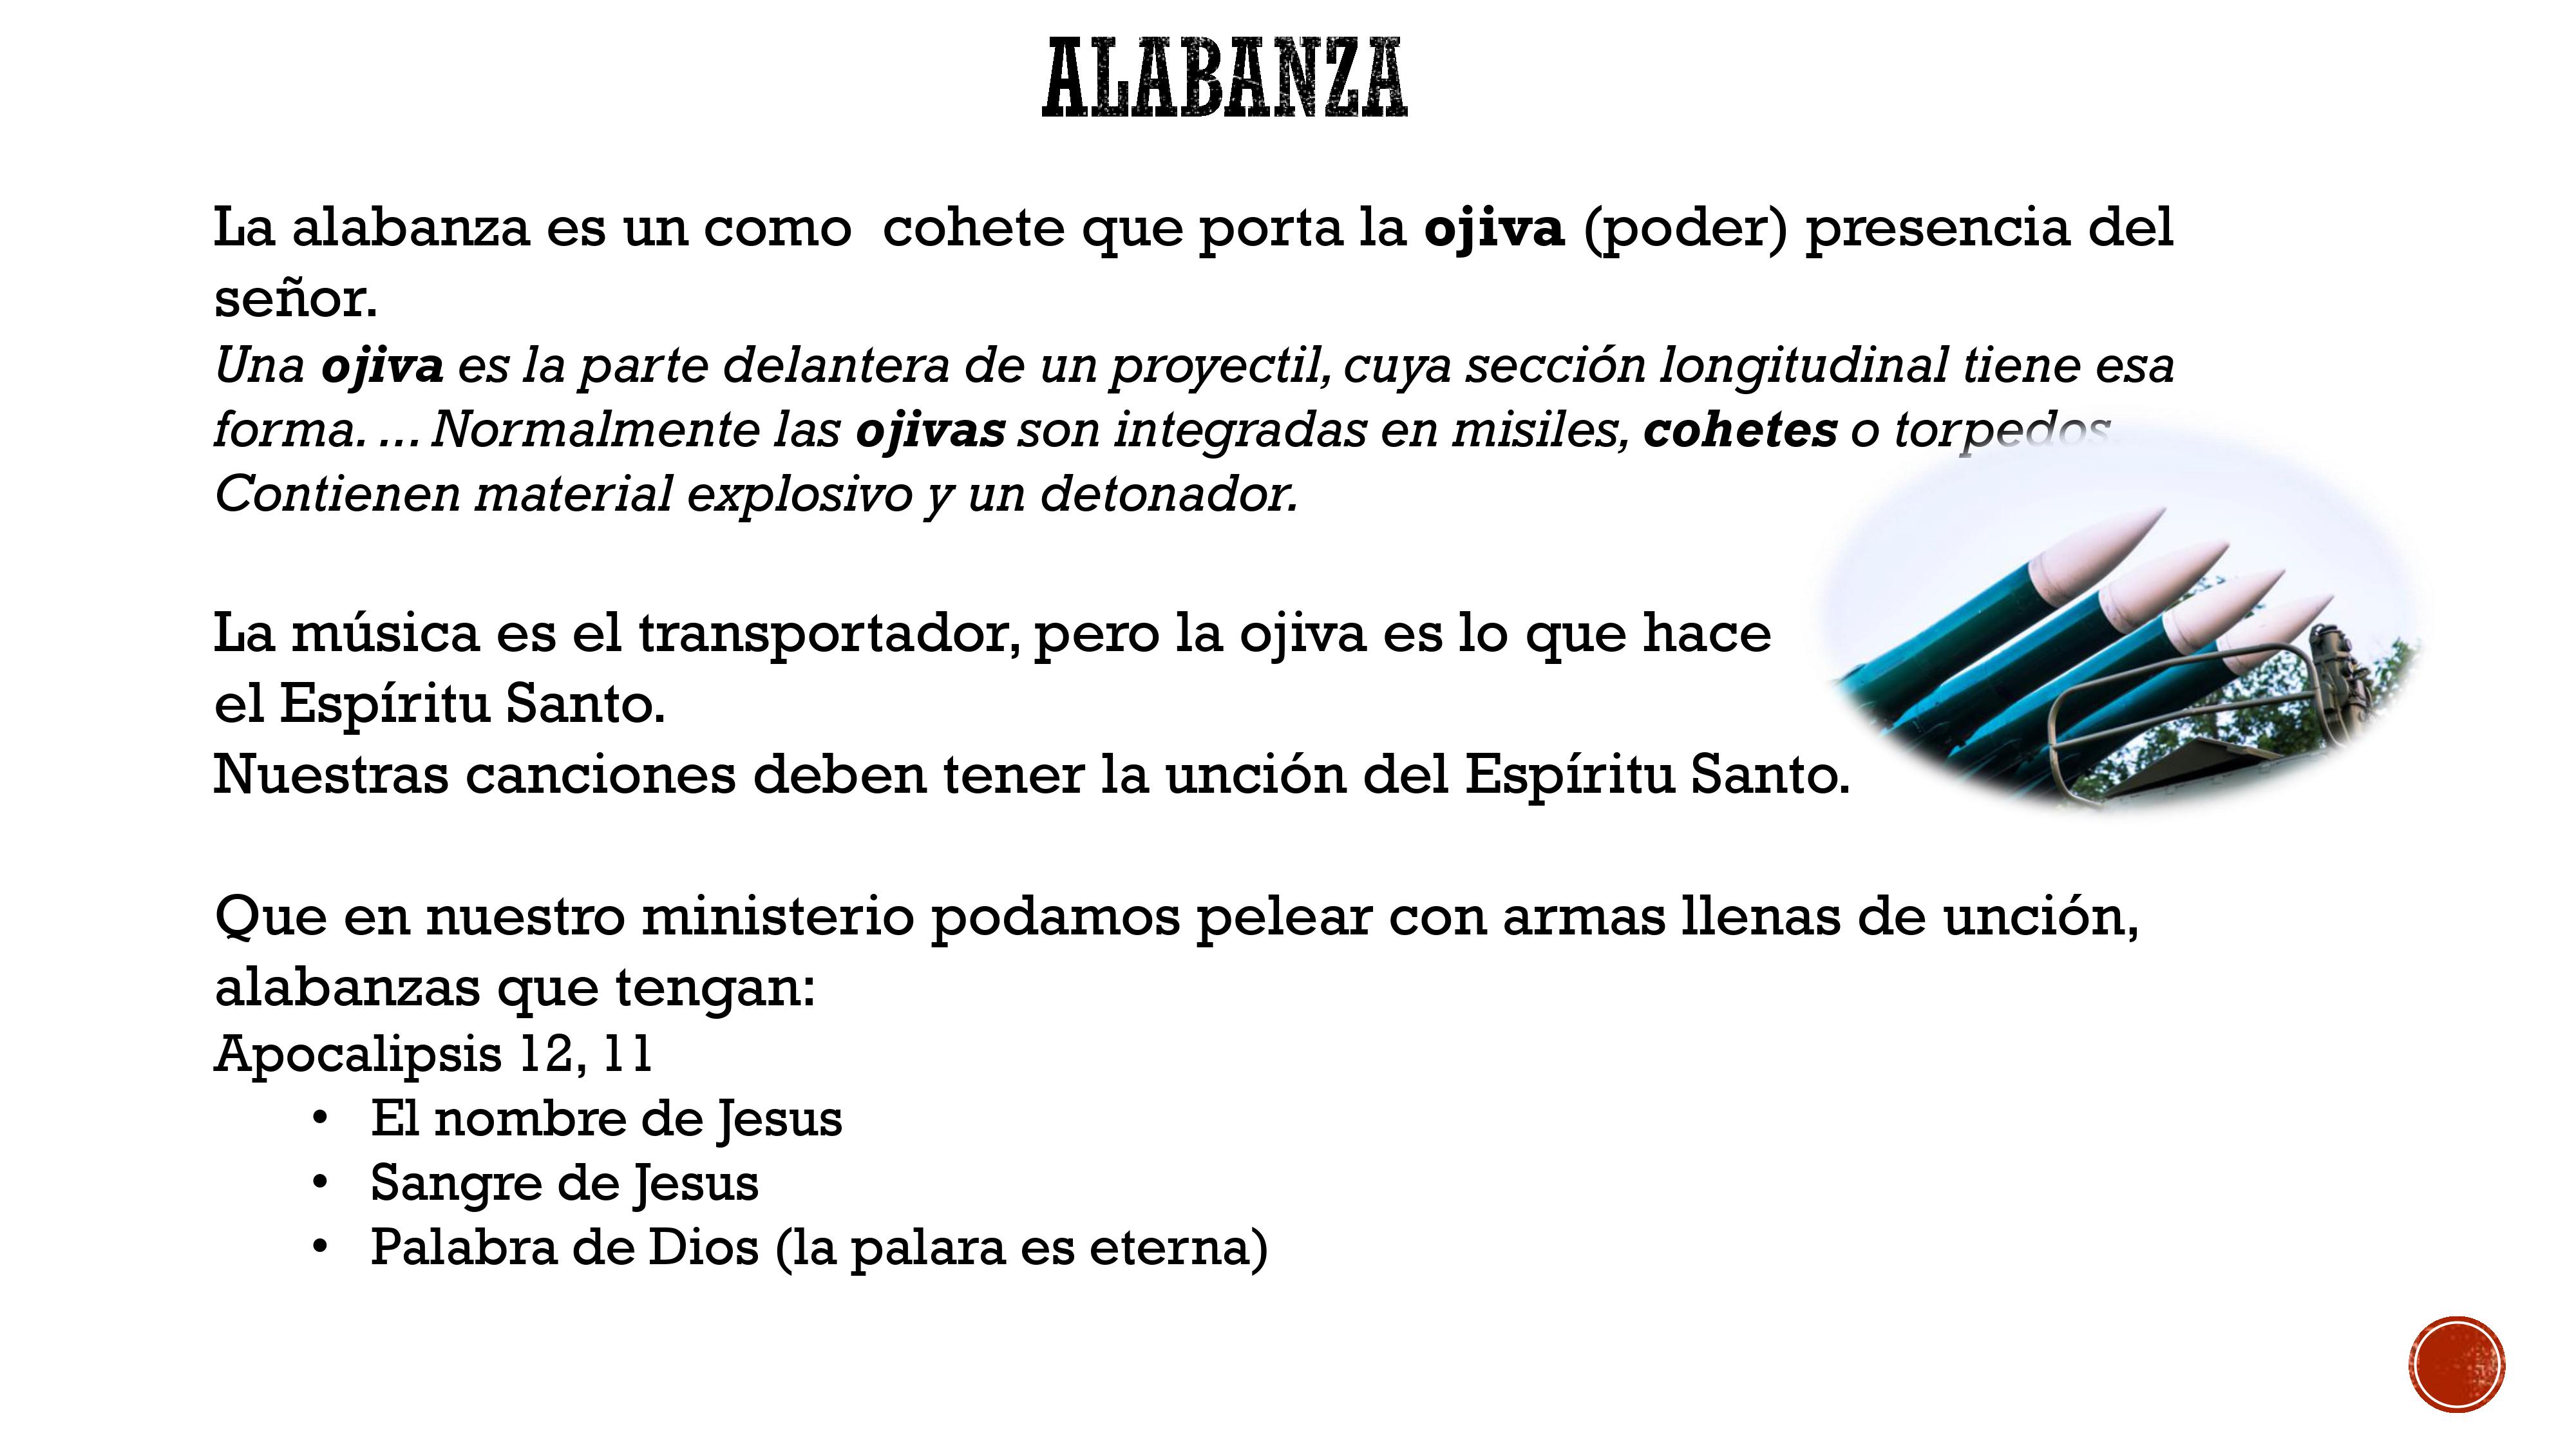 ALABANZA
La alabanza es un como  cohete que porta la ojiva (poder) presencia del
señor.
Una ojiva es la parte delantera de un proyectil, cuya sección longitudinal tiene esa
forma. ... Normalmente las ojivas son integradas en misiles, cohetes o torpedos.
Contienen material explosivo y un detonador.
La música es el transportador, pero la ojiva es lo que hace
el Espíritu Santo.
Nuestras canciones deben tener la unción del Espíritu Santo.
Que en nuestro ministerio podamos pelear con armas llenas de unción,
alabanzas que tengan:
Apocalipsis 12, 11
• El nombre de Jesus
• Sangre de Jesus
• Palabra de Dios (la palara es eterna)